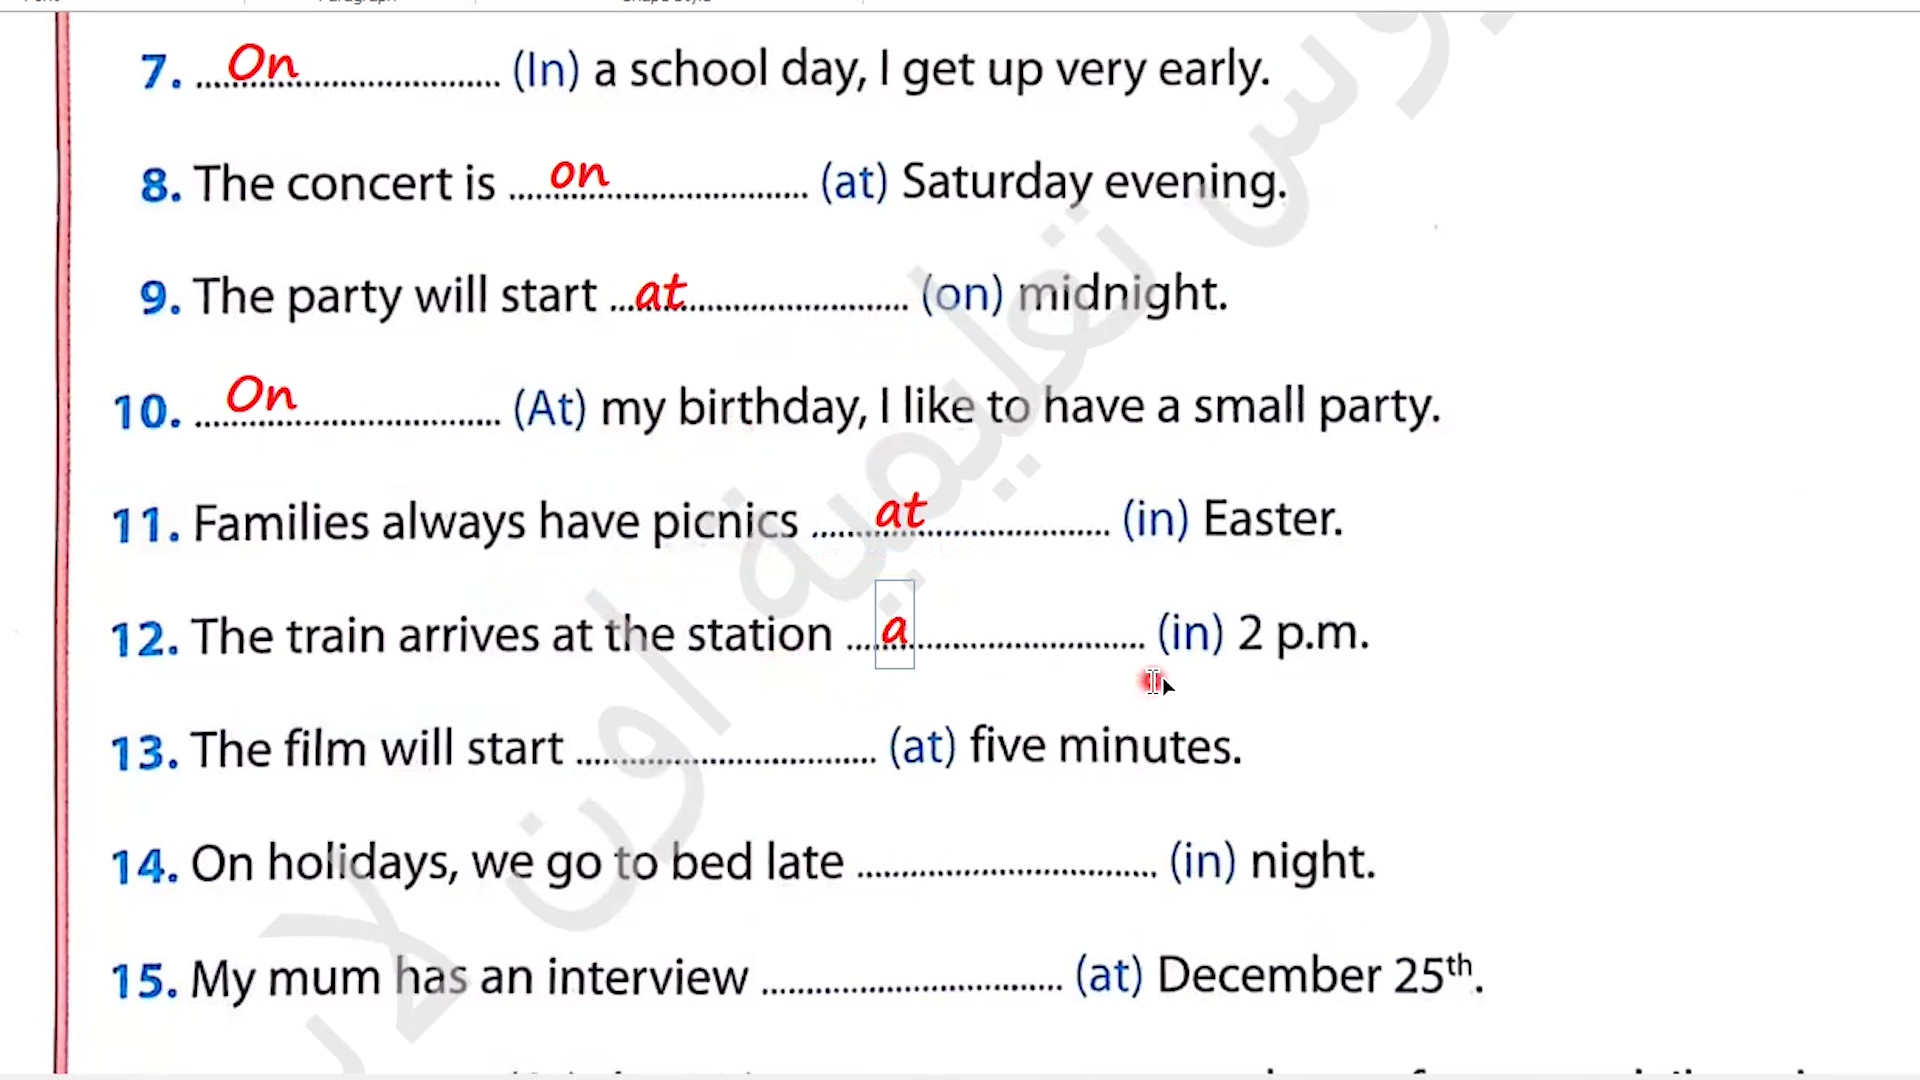 7. On (In) a school day, I get up very early.
8. The concert is on (at) Saturday evening.
9. The party will start at (on) midnight.
10. On (At) my birthday, I like to have a small party.
11. Families always have picnics at (in) Easter.
12. The train arrives at the station a (in) 2 p.m.
13. The film will start (at) five minutes.
14. On holidays, we go to bed late (in) night.
15. My mum has an interview (at) December 25th.
تعليمية اون لا